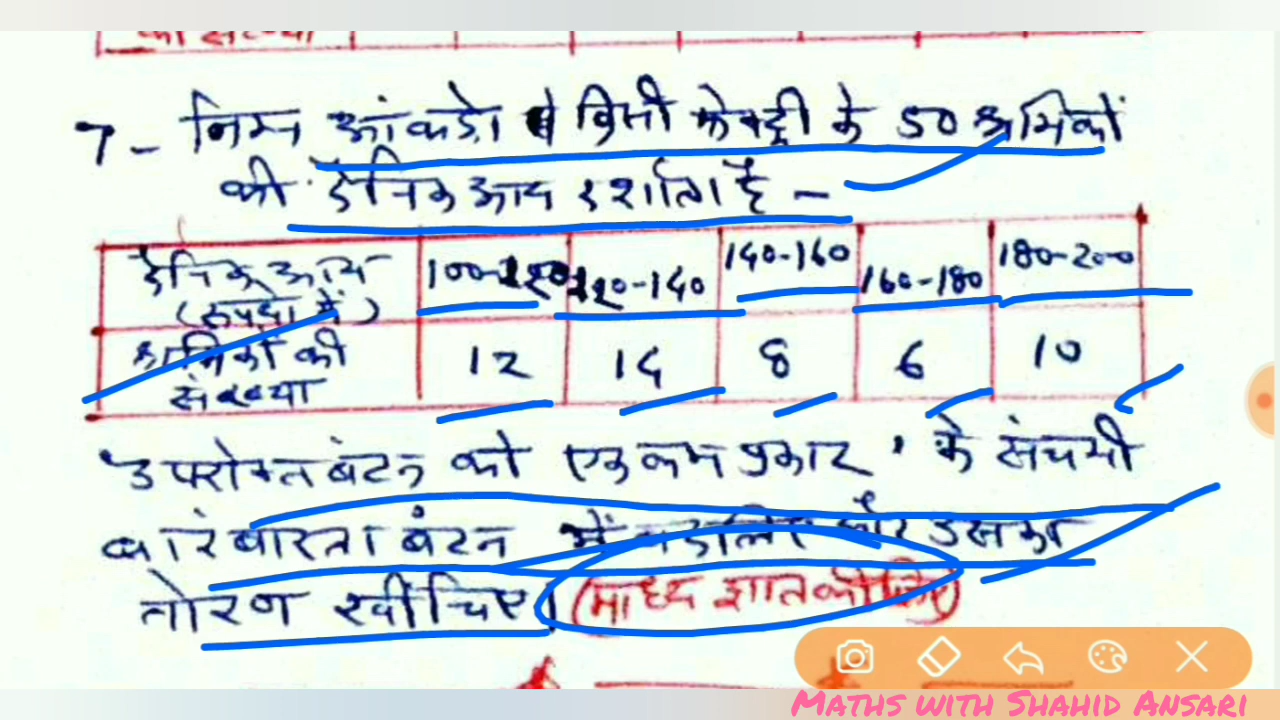 की संख्या
7- निम्न आंकडे़ किसी फेक्ट्री के 50 श्रमिकों
की दैनिक आय दर्शाता है -
दैनिक आय (रुपयो में) 100-120 120-140 140-160 160-180 180-200
श्रमिकों की संख्या 12 14 8 6 10
उपरोक्त बंटन को एक कम प्रकार ' के संचयी
बारंबारता बंटन में बदलिए और उसका
तोरण खींचिए। (माध्य ज्ञात कीजिए)
Maths with Shahid Ansari